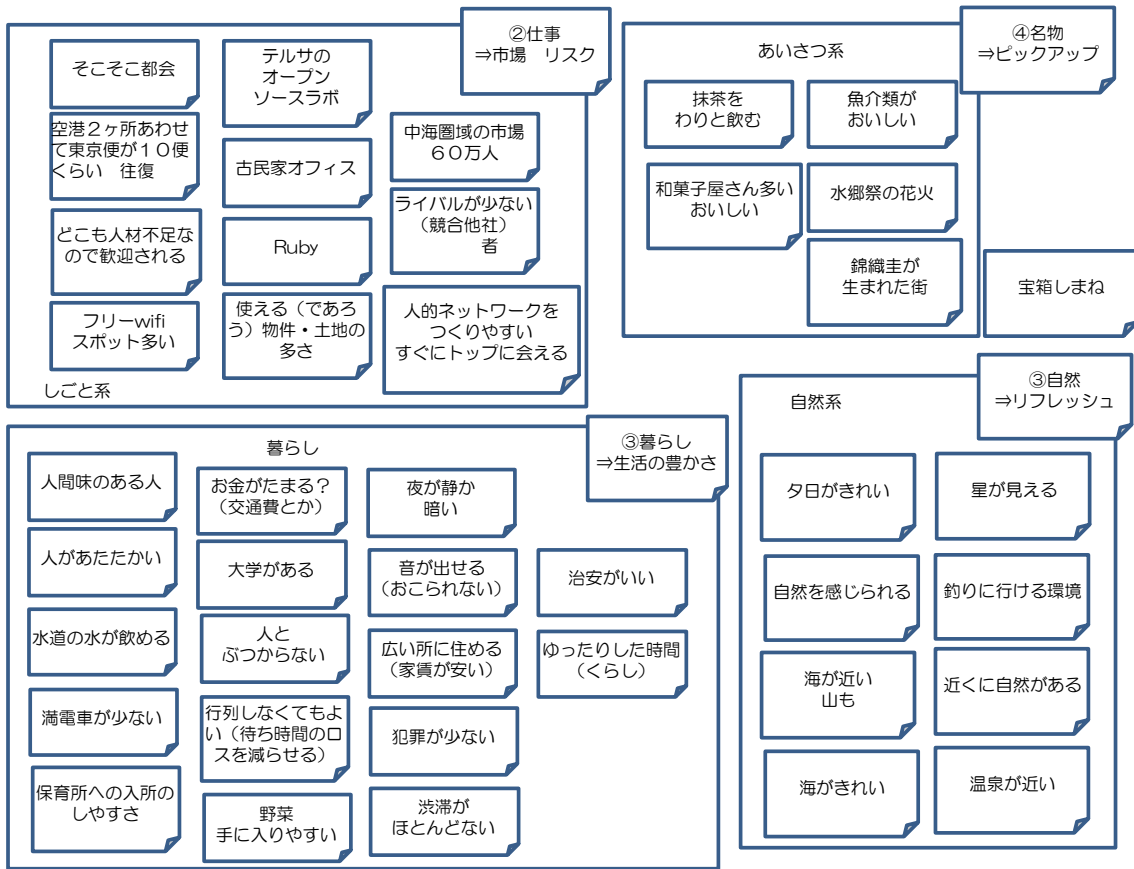 ②仕事
⇒市場　リスク
そこそこ都会
空港２ヶ所あわせ
て東京便が１０便
くらい　往復
どこも人材不足な
ので歓迎される
フリーwifi
スポット多い
テルサの
オープン
ソースラボ
古民家オフィス
Ruby
使える（であろ
う）物件・土地の
多さ
中海圏域の市場
６０万人
ライバルが少ない
（競合他社）
者
人的ネットワークを
つくりやすい
すぐにトップに会える
しごと系
④名物
⇒ピックアップ
あいさつ系
抹茶を
わりと飲む
魚介類が
おいしい
和菓子屋さん多い
おいしい
水郷祭の花火
錦織圭が
生まれた街
宝箱しまね
③暮らし
⇒生活の豊かさ
暮らし
人間味のある人
人があたたかい
水道の水が飲める
満電車が少ない
保育所への入所の
しやすさ
お金がたまる？
（交通費とか）
大学がある
人と
ぶつからない
行列しなくてもよ
い（待ち時間のロ
スを減らせる）
野菜
手に入りやすい
夜が静か
暗い
音が出せる
（おこられない）
広い所に住める
（家賃が安い）
犯罪が少ない
渋滞が
ほとんどない
治安がいい
ゆったりした時間
（くらし）
③自然
⇒リフレッシュ
自然系
夕日がきれい
星が見える
自然を感じられる
釣りに行ける環境
海が近い
山も
近くに自然がある
海がきれい
温泉が近い